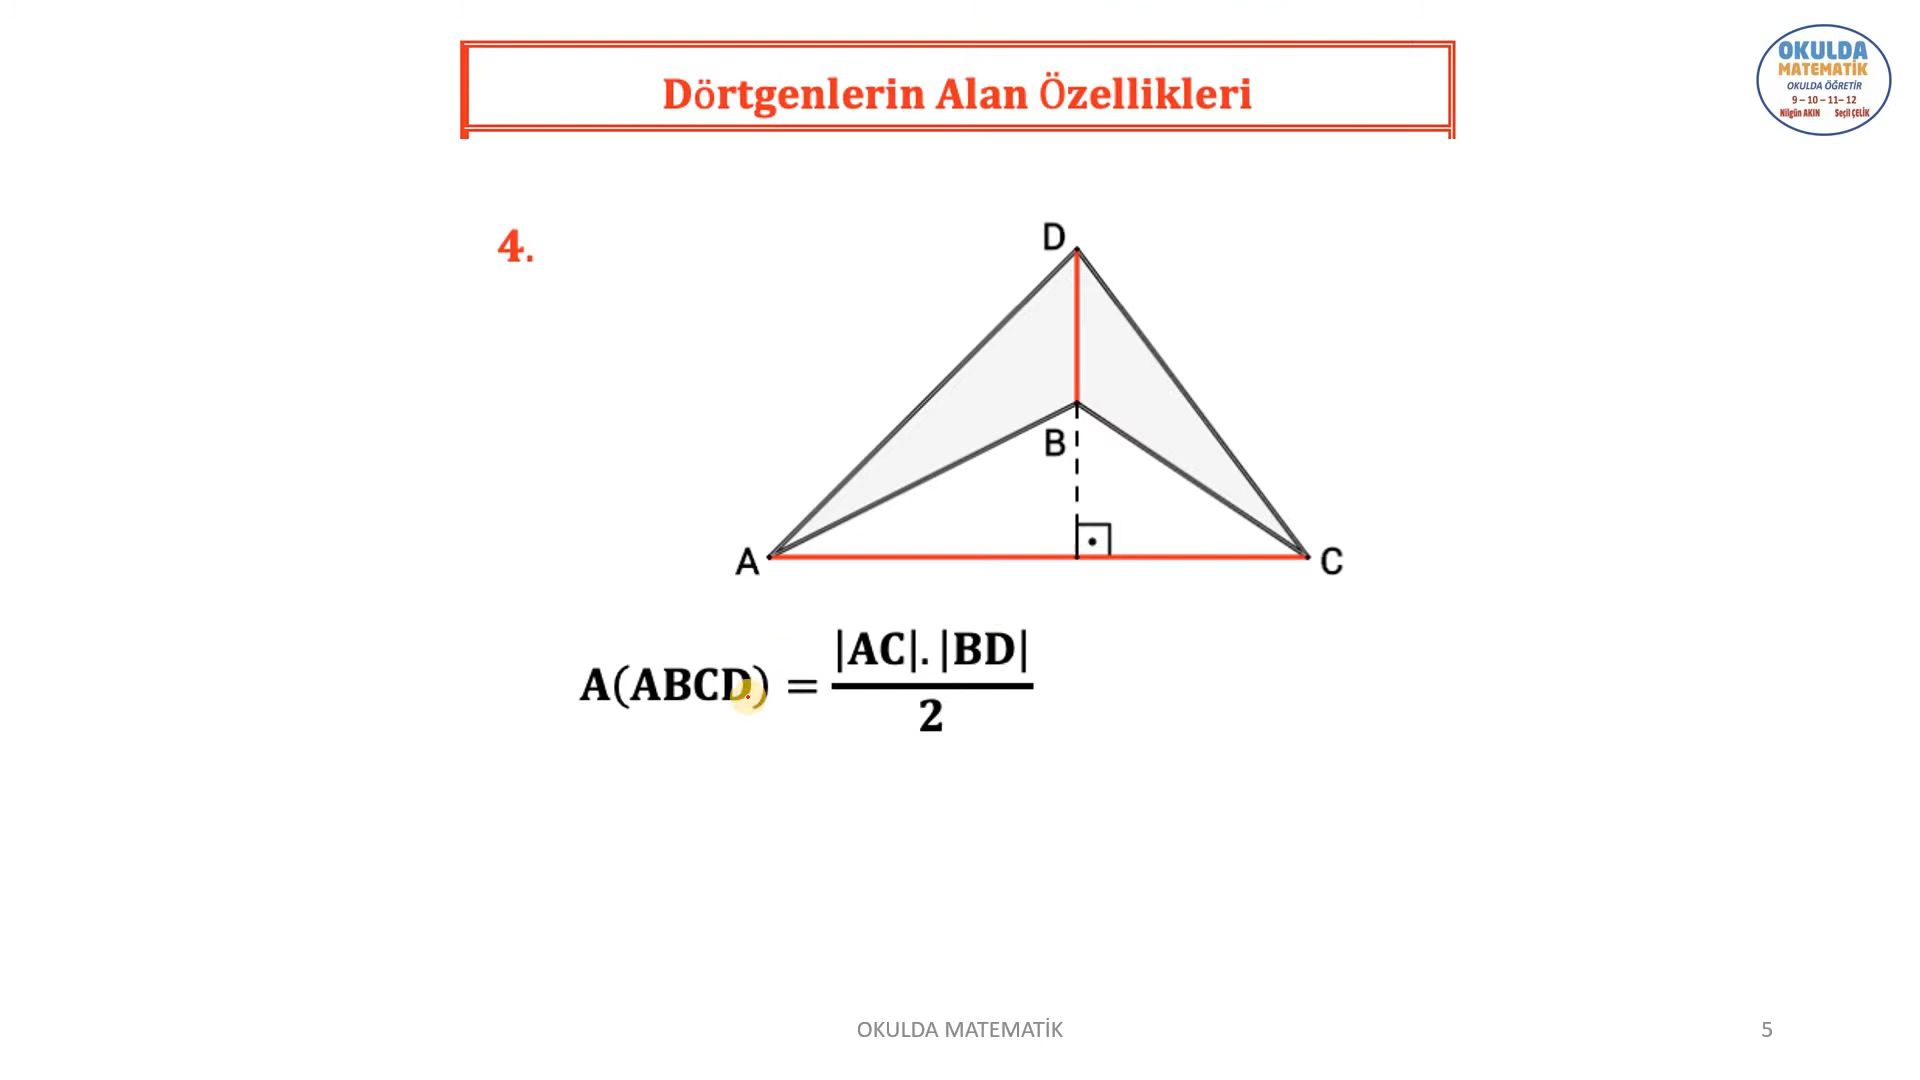 OKULDA
MATEMATİK
OKULDA ÖĞRETİR
9 – 10 – 11– 12
Nilgün AKIN Seçil ÇELİK
Dörtgenlerin Alan Özellikleri
4.
D
B
A
C
A(ABCD) = |AC|.|BD| / 2
OKULDA MATEMATİK
5